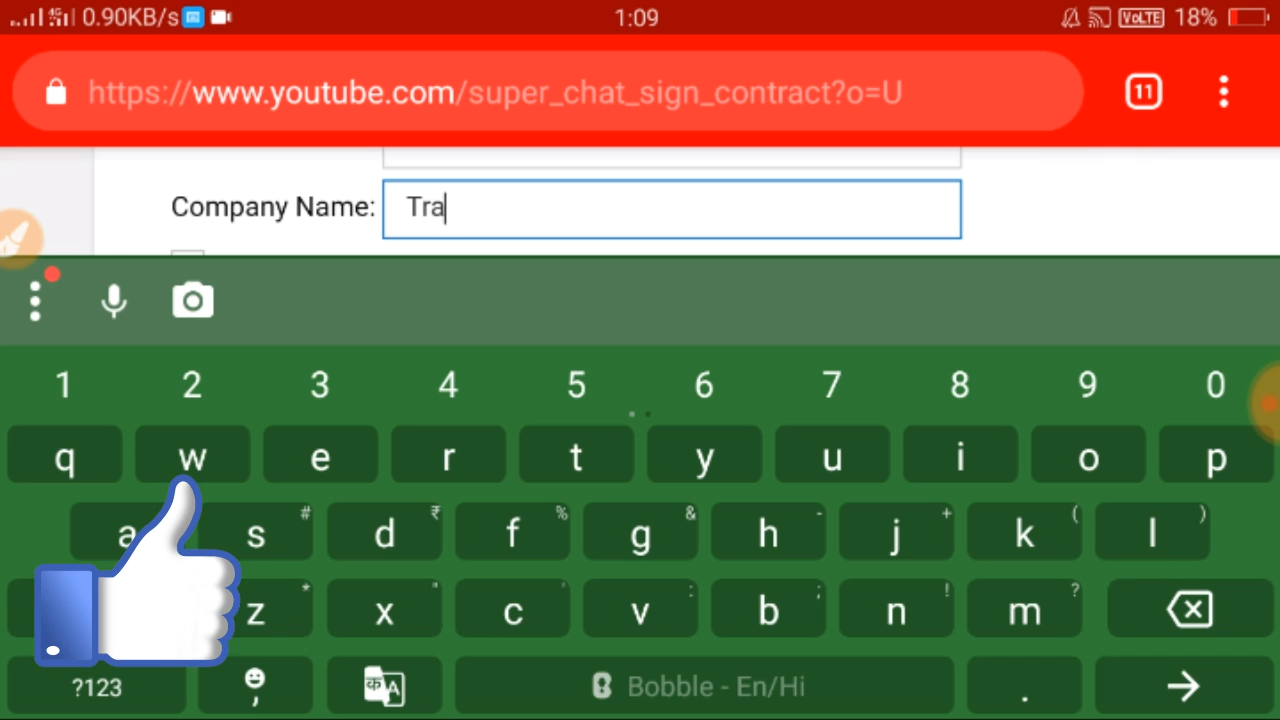 4G 0.90KB/s 1:09 VoLTE 18%
https://www.youtube.com/super_chat_sign_contract?o=U 11
Company Name: Tra
1 2 3 4 5 6 7 8 9 0
q w e r t y u i o p
a # s ₹ d % f & g - h + j ( k ) l
* z " x ' c : v ; b ! n ? m
?123 , क A Bobble - En/Hi .